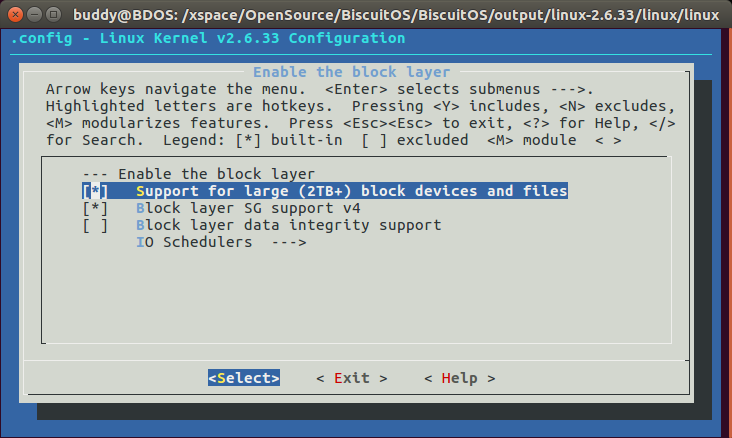 buddy@BDOS: /xspace/OpenSource/BiscuitOS/BiscuitOS/output/linux-2.6.33/linux/linux
.config - Linux Kernel v2.6.33 Configuration
Enable the block layer
Arrow keys navigate the menu.  <Enter> selects submenus --->.
Highlighted letters are hotkeys.  Pressing <Y> includes, <N> excludes,
<M> modularizes features.  Press <Esc><Esc> to exit, <?> for Help, </>
for Search.  Legend: [*] built-in  [ ] excluded  <M> module  < >
--- Enable the block layer
[*]   Support for large (2TB+) block devices and files
[*]   Block layer SG support v4
[ ]   Block layer data integrity support
IO Schedulers  --->
<Select>    < Exit >    < Help >